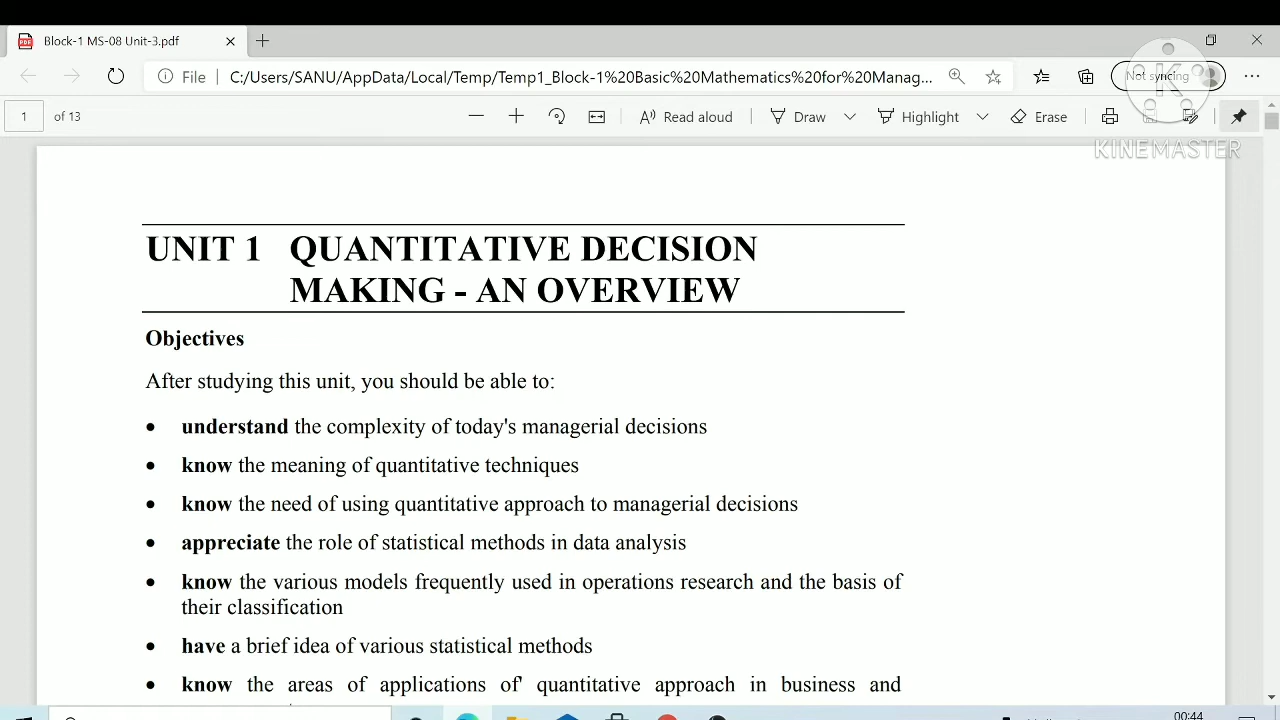 Block-1 MS-08 Unit-3.pdf
File
C:/Users/SANU/AppData/Local/Temp/Temp1_Block-1%20Basic%20Mathematics%20for%20Manag...
Not syncing
1 of 13
Read aloud
Draw
Highlight
Erase
K
KINEMASTER
UNIT 1 QUANTITATIVE DECISION
MAKING - AN OVERVIEW
Objectives
After studying this unit, you should be able to:
• understand the complexity of today's managerial decisions
• know the meaning of quantitative techniques
• know the need of using quantitative approach to managerial decisions
• appreciate the role of statistical methods in data analysis
• know the various models frequently used in operations research and the basis of
their classification
• have a brief idea of various statistical methods
• know the areas of applications of' quantitative approach in business and
00:44